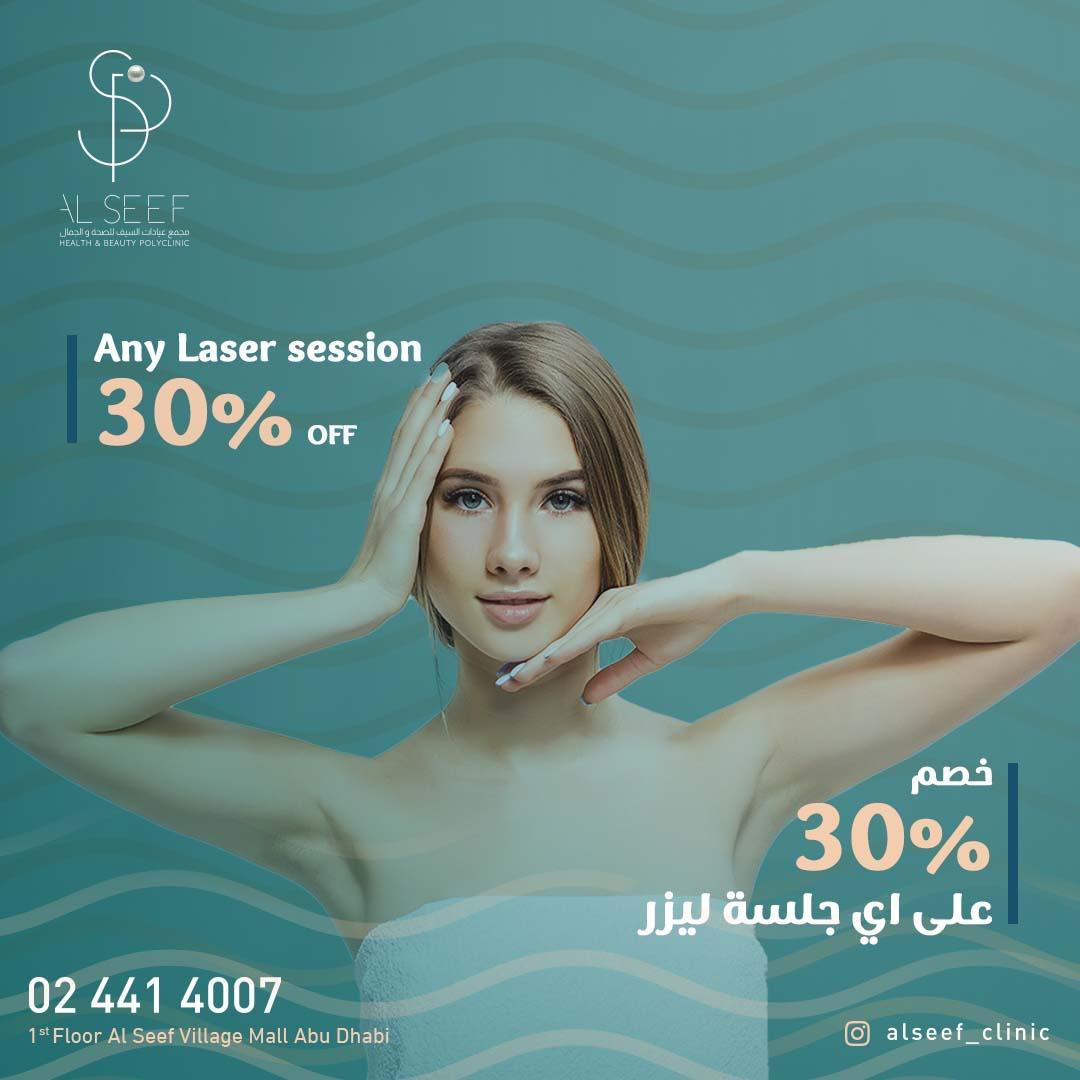 AL SEEF
مجمع عيادات السيف للصحة و الجمال
HEALTH & BEAUTY POLYCLINIC
Any Laser session
30% OFF
خصم
30%
على اي جلسة ليزر
02 441 4007
1st Floor Al Seef Village Mall Abu Dhabi
alseef_clinic